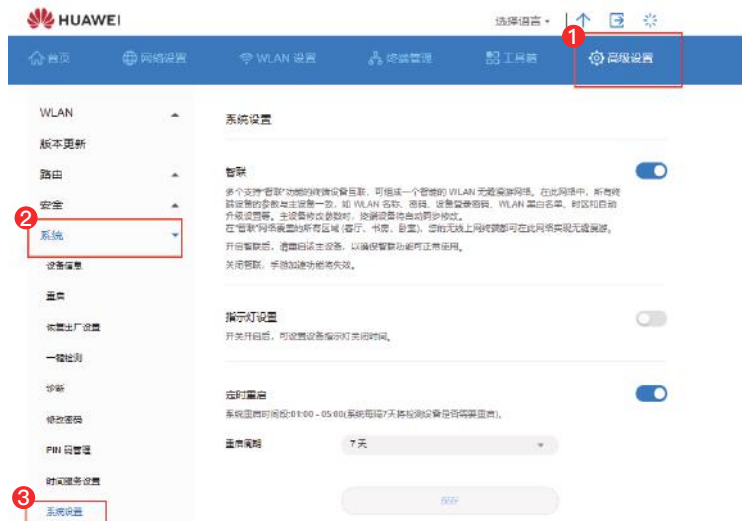 HUAWEI
选择语言
1
首页
网络设置
WLAN 设置
终端管理
工具箱
高级设置
WLAN
系统设置
版本更新
路由
智联
多个支持“智联”功能的终端设备互联，可组成一个智能的 WLAN 无缝漫游网络。在此网络中，所有终
端设备的参数与主设备一致，如 WLAN 名称、密码、设备登录密码、WLAN 黑白名单、时区和自动
升级设置等。主设备修改参数时，终端设备将自动同步修改。
在“智联”网络覆盖的所有区域 (客厅、书房、卧室)，您的无线上网终端都可在此网络实现无缝漫游。
开启智联后，请重启该主设备，以确保智联功能可正常使用。
关闭智联，手游加速功能将失效。
安全
2
系统
设备信息
重启
指示灯设置
开关开启后，可设置设备指示灯关闭时间。
恢复出厂设置
一键检测
诊断
定时重启
系统重启时间段:01:00 - 05:00(系统每隔7天将检测设备是否需要重启)。
修改密码
重启周期
7 天
PIN 码管理
时间服务设置
保存
3
系统设置